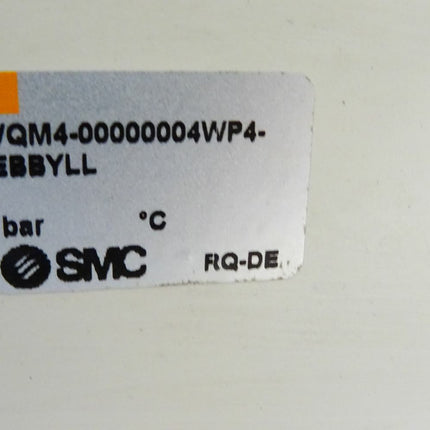 VQM4-00000004WP4-
EBBYLL
bar °C
SMC RQ-DE